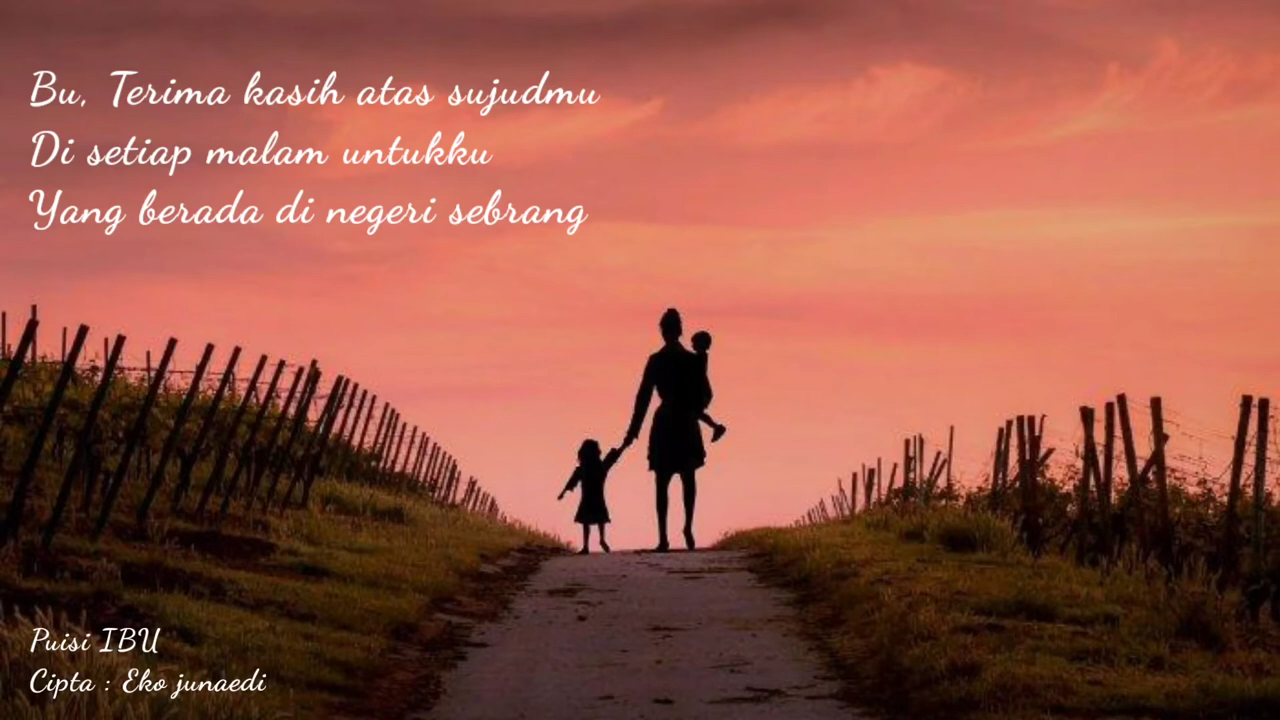 Bu, Terima kasih atas sujudmu
Di setiap malam untukku
Yang berada di negeri sebrang
Puisi IBU
Cipta : Eko junaedi